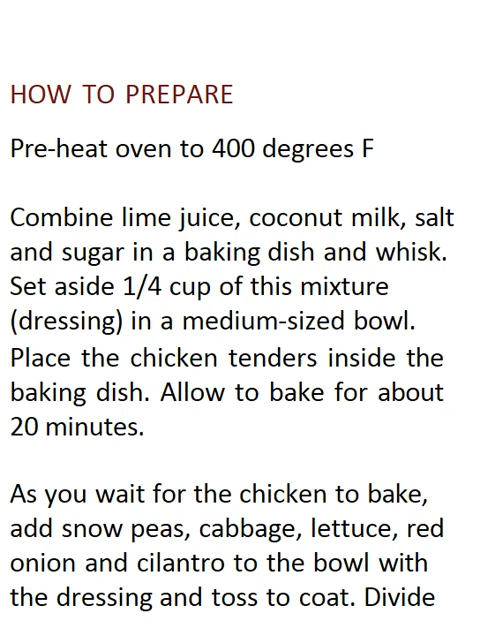 HOW TO PREPARE
Pre-heat oven to 400 degrees F
Combine lime juice, coconut milk, salt
and sugar in a baking dish and whisk.
Set aside 1/4 cup of this mixture
(dressing) in a medium-sized bowl.
Place the chicken tenders inside the
baking dish. Allow to bake for about
20 minutes.
As you wait for the chicken to bake,
add snow peas, cabbage, lettuce, red
onion and cilantro to the bowl with
the dressing and toss to coat. Divide